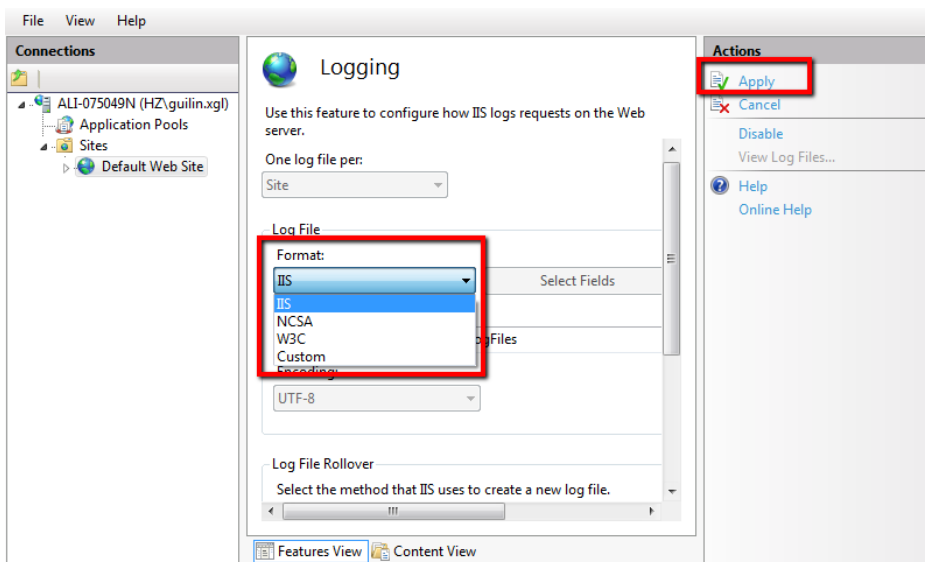 File View Help
Connections
ALI-075049N (HZ\guilin.xgl)
Application Pools
Sites
Default Web Site
Logging
Use this feature to configure how IIS logs requests on the Web
server.
One log file per:
Site
Log File
Format:
IIS
Select Fields
IIS
NCSA
W3C
ogFiles
Custom
Encoding:
UTF-8
Log File Rollover
Select the method that IIS uses to create a new log file.
Features View Content View
Actions
Apply
Cancel
Disable
View Log Files...
Help
Online Help